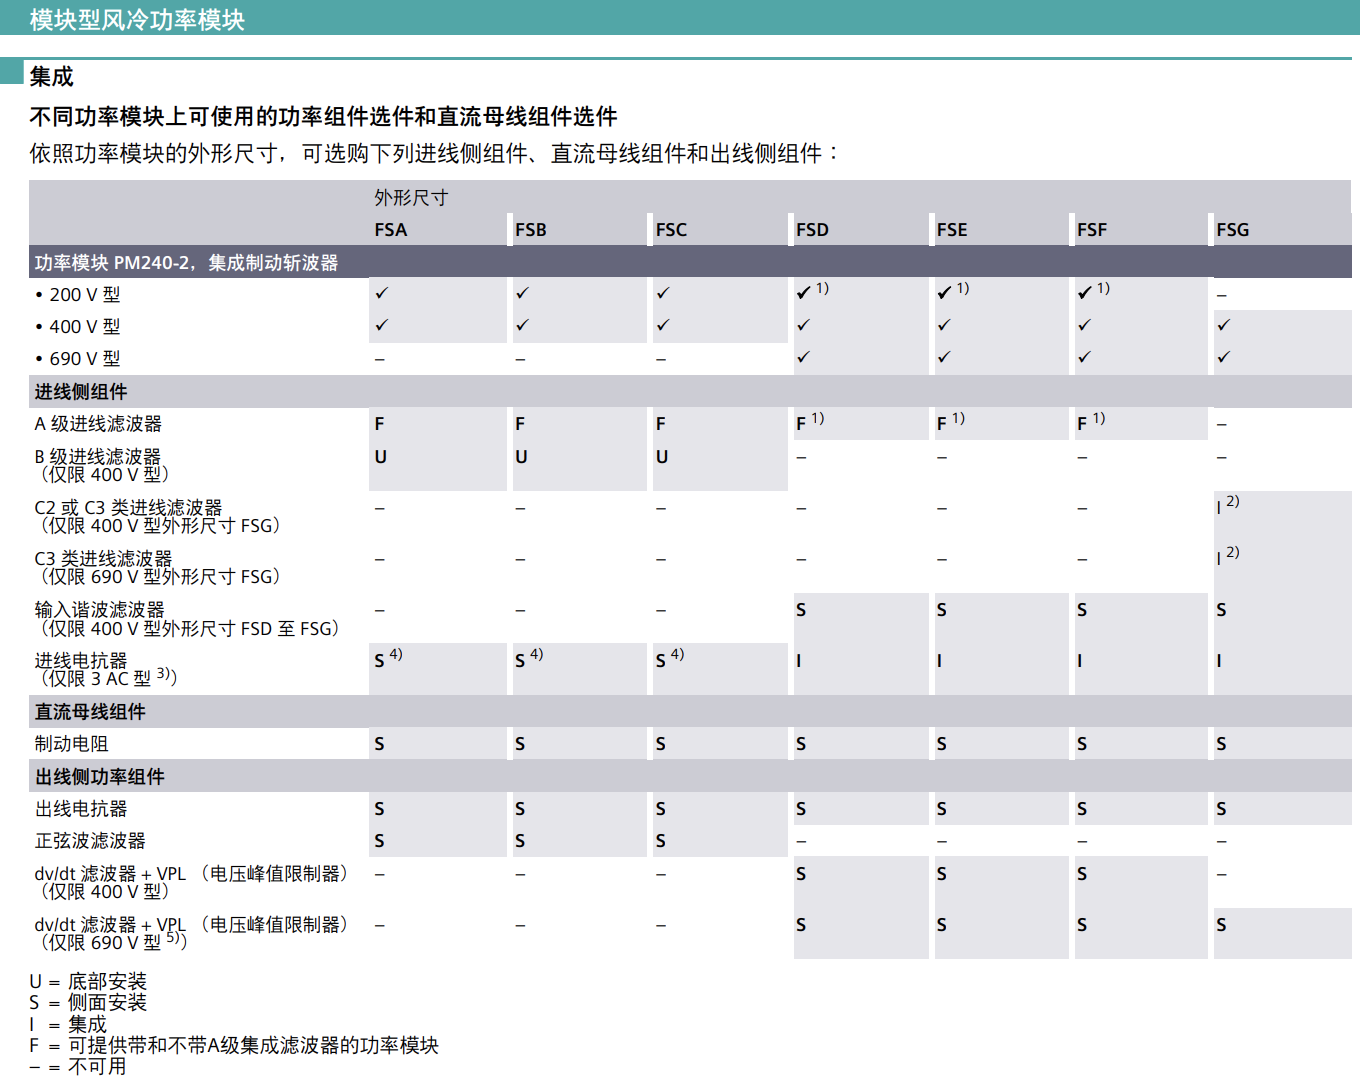 模块型风冷功率模块
集成
不同功率模块上可使用的功率组件选件和直流母线组件选件
依照功率模块的外形尺寸，可选购下列进线侧组件、直流母线组件和出线侧组件：
外形尺寸
FSA FSB FSC FSD FSE FSF FSG
功率模块 PM240-2，集成制动斩波器
• 200 V 型 ✓ ✓ ✓ ✓ 1) ✓ 1) ✓ 1) –
• 400 V 型 ✓ ✓ ✓ ✓ ✓ ✓ ✓
• 690 V 型 – – – ✓ ✓ ✓ ✓
进线侧组件
A 级进线滤波器 F F F F 1) F 1) F 1) –
B 级进线滤波器 U U U – – – –
（仅限 400 V 型）
C2 或 C3 类进线滤波器 – – – – – – I 2)
（仅限 400 V 型外形尺寸 FSG）
C3 类进线滤波器 – – – – – – I 2)
（仅限 690 V 型外形尺寸 FSG）
输入谐波滤波器 – – – S S S S
（仅限 400 V 型外形尺寸 FSD 至 FSG）
进线电抗器 S 4) S 4) S 4) I I I I
（仅限 3 AC 型 3)）
直流母线组件
制动电阻 S S S S S S S
出线侧功率组件
出线电抗器 S S S S S S S
正弦波滤波器 S S S – – – –
dv/dt 滤波器 + VPL （电压峰值限制器） – – – S S S –
（仅限 400 V 型）
dv/dt 滤波器 + VPL （电压峰值限制器） – – – S S S S
（仅限 690 V 型 5)）
U = 底部安装
S = 侧面安装
I = 集成
F = 可提供带和不带A级集成滤波器的功率模块
– = 不可用